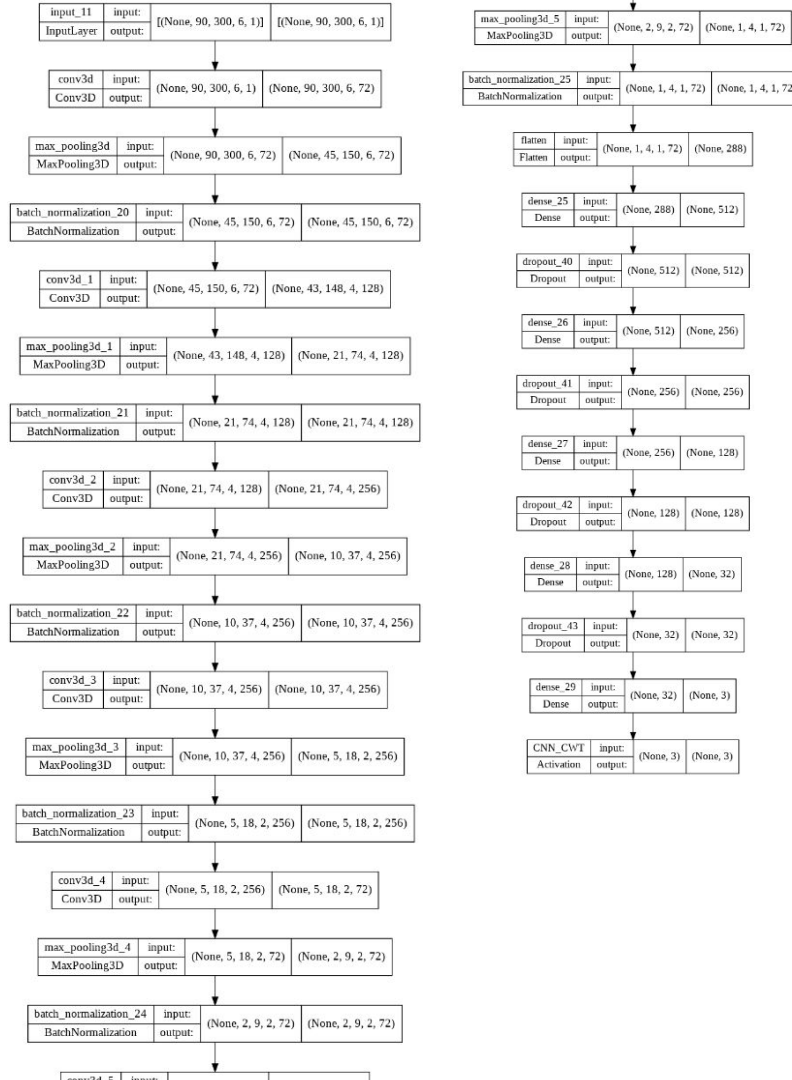 input_11 input: [(None, 90, 300, 6, 1)] [(None, 90, 300, 6, 1)]
InputLayer output:
conv3d input: (None, 90, 300, 6, 1) (None, 90, 300, 6, 72)
Conv3D output:
max_pooling3d input: (None, 90, 300, 6, 72) (None, 45, 150, 6, 72)
MaxPooling3D output:
batch_normalization_20 input: (None, 45, 150, 6, 72) (None, 45, 150, 6, 72)
BatchNormalization output:
conv3d_1 input: (None, 45, 150, 6, 72) (None, 43, 148, 4, 128)
Conv3D output:
max_pooling3d_1 input: (None, 43, 148, 4, 128) (None, 21, 74, 4, 128)
MaxPooling3D output:
batch_normalization_21 input: (None, 21, 74, 4, 128) (None, 21, 74, 4, 128)
BatchNormalization output:
conv3d_2 input: (None, 21, 74, 4, 128) (None, 21, 74, 4, 256)
Conv3D output:
max_pooling3d_2 input: (None, 21, 74, 4, 256) (None, 10, 37, 4, 256)
MaxPooling3D output:
batch_normalization_22 input: (None, 10, 37, 4, 256) (None, 10, 37, 4, 256)
BatchNormalization output:
conv3d_3 input: (None, 10, 37, 4, 256) (None, 10, 37, 4, 256)
Conv3D output:
max_pooling3d_3 input: (None, 10, 37, 4, 256) (None, 5, 18, 2, 256)
MaxPooling3D output:
batch_normalization_23 input: (None, 5, 18, 2, 256) (None, 5, 18, 2, 256)
BatchNormalization output:
conv3d_4 input: (None, 5, 18, 2, 256) (None, 5, 18, 2, 72)
Conv3D output:
max_pooling3d_4 input: (None, 5, 18, 2, 72) (None, 2, 9, 2, 72)
MaxPooling3D output:
batch_normalization_24 input: (None, 2, 9, 2, 72) (None, 2, 9, 2, 72)
BatchNormalization output:
conv3d_5 input:
max_pooling3d_5 input: (None, 2, 9, 2, 72) (None, 1, 4, 1, 72)
MaxPooling3D output:
batch_normalization_25 input: (None, 1, 4, 1, 72) (None, 1, 4, 1, 72
BatchNormalization output:
flatten input: (None, 1, 4, 1, 72) (None, 288)
Flatten output:
dense_25 input: (None, 288) (None, 512)
Dense output:
dropout_40 input: (None, 512) (None, 512)
Dropout output:
dense_26 input: (None, 512) (None, 256)
Dense output:
dropout_41 input: (None, 256) (None, 256)
Dropout output:
dense_27 input: (None, 256) (None, 128)
Dense output:
dropout_42 input: (None, 128) (None, 128)
Dropout output:
dense_28 input: (None, 128) (None, 32)
Dense output:
dropout_43 input: (None, 32) (None, 32)
Dropout output:
dense_29 input: (None, 32) (None, 3)
Dense output:
CNN_CWT input: (None, 3) (None, 3)
Activation output: